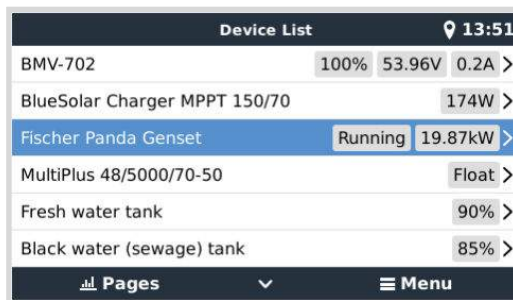 Device List 13:51
BMV-702 100% 53.96V 0.2A
BlueSolar Charger MPPT 150/70 174W
Fischer Panda Genset Running 19.87kW
MultiPlus 48/5000/70-50 Float
Fresh water tank 90%
Black water (sewage) tank 85%
Pages Menu